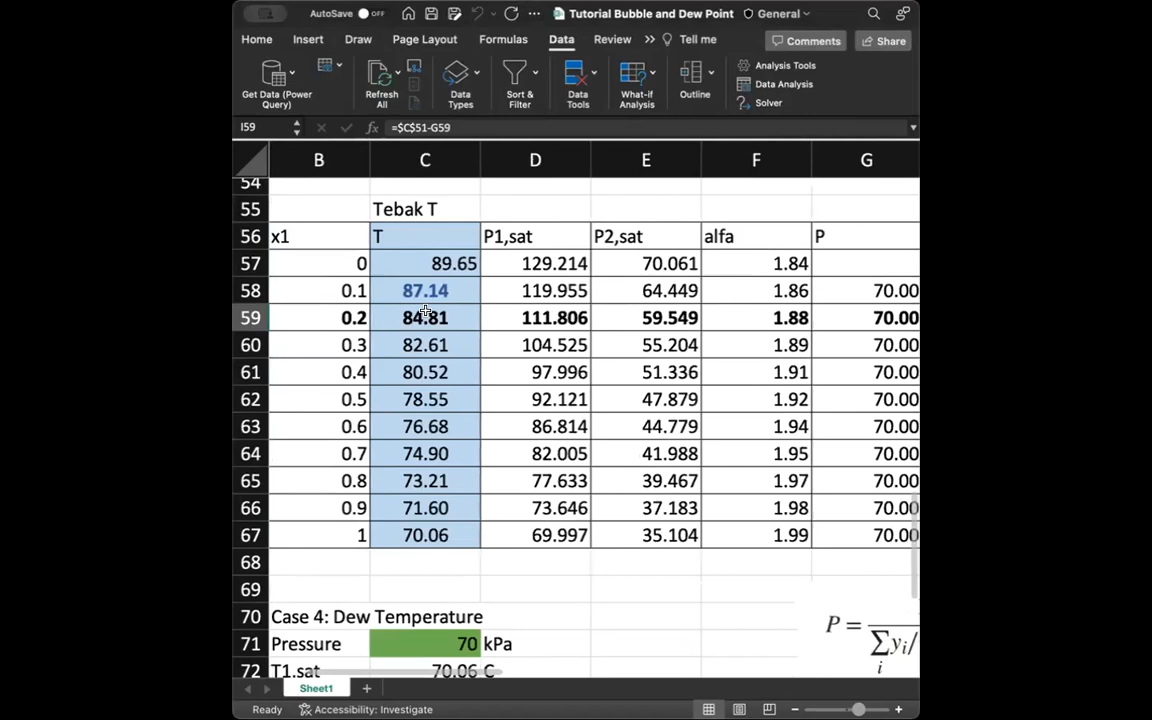 AutoSave OFF Tutorial Bubble and Dew Point General
Home Insert Draw Page Layout Formulas Data Review Tell me Comments Share
Get Data (Power Query) Refresh All Data Types Sort & Filter Data Tools What-if Analysis Outline Analysis Tools Data Analysis Solver
I59 fx =$C$51-G59
B C D E F G
54
55 Tebak T
56 x1 T P1,sat P2,sat alfa P
57 0 89.65 129.214 70.061 1.84
58 0.1 87.14 119.955 64.449 1.86 70.00
59 0.2 84.81 111.806 59.549 1.88 70.00
60 0.3 82.61 104.525 55.204 1.89 70.00
61 0.4 80.52 97.996 51.336 1.91 70.00
62 0.5 78.55 92.121 47.879 1.92 70.00
63 0.6 76.68 86.814 44.779 1.94 70.00
64 0.7 74.90 82.005 41.988 1.95 70.00
65 0.8 73.21 77.633 39.467 1.97 70.00
66 0.9 71.60 73.646 37.183 1.98 70.00
67 1 70.06 69.997 35.104 1.99 70.00
68
69
70 Case 4: Dew Temperature
71 Pressure 70 kPa
P =
∑ yi/
i
72 T1.sat 70.06 C
Sheet1
Ready Accessibility: Investigate